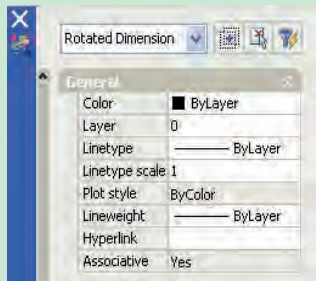 Rotated Dimension
General
Color ByLayer
Layer 0
Linetype ByLayer
Linetype scale 1
Plot style ByColor
Lineweight ByLayer
Hyperlink
Associative Yes